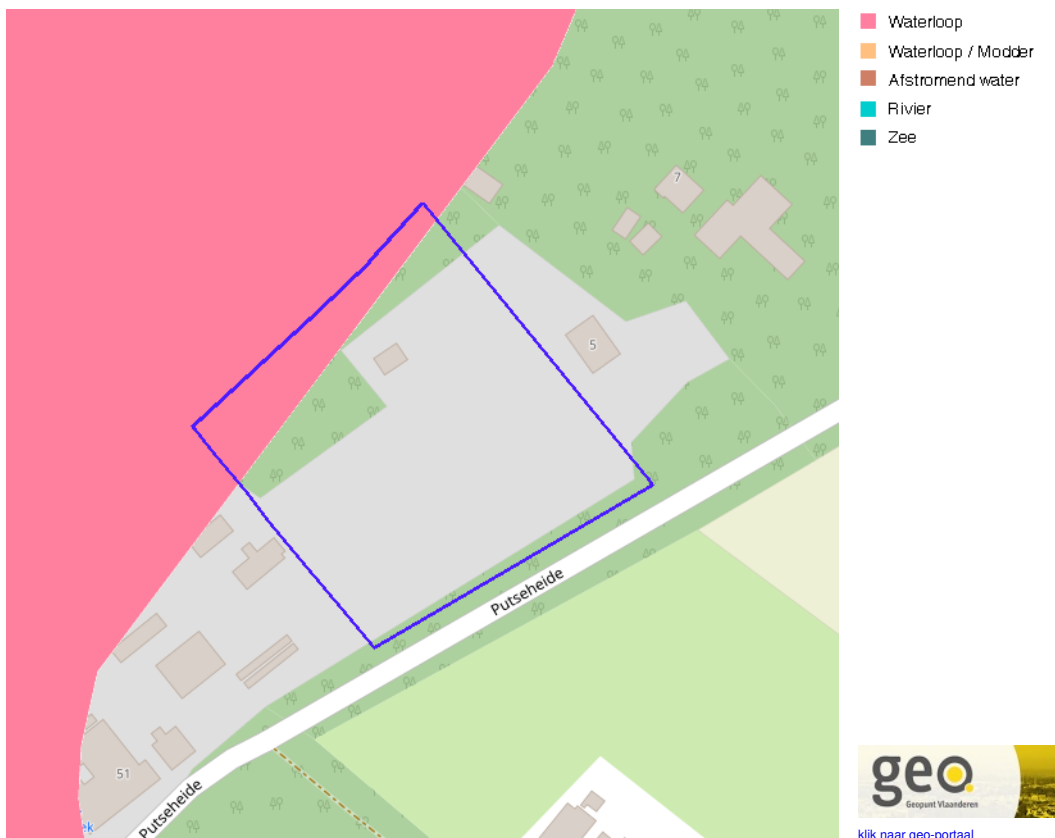 Waterloop
Waterloop / Modder
Afstromend water
Rivier
Zee
7
5
Putseheide
51
Putseheide
ek
geo.
Geopunt Vlaanderen
klik naar geo-portaal